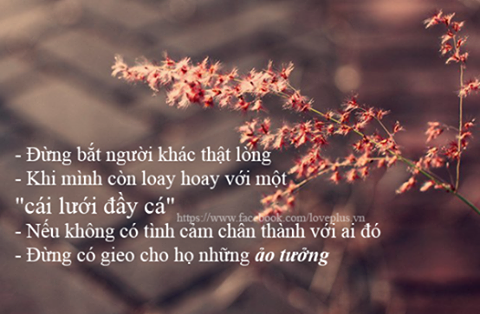 - Đừng bắt người khác thật lòng
- Khi mình còn loay hoay với một
"cái lưới đầy cá"
https://www.facebook.com/loveplus.vn
- Nếu không có tình cảm chân thành với ai đó
- Đừng có gieo cho họ những ảo tưởng